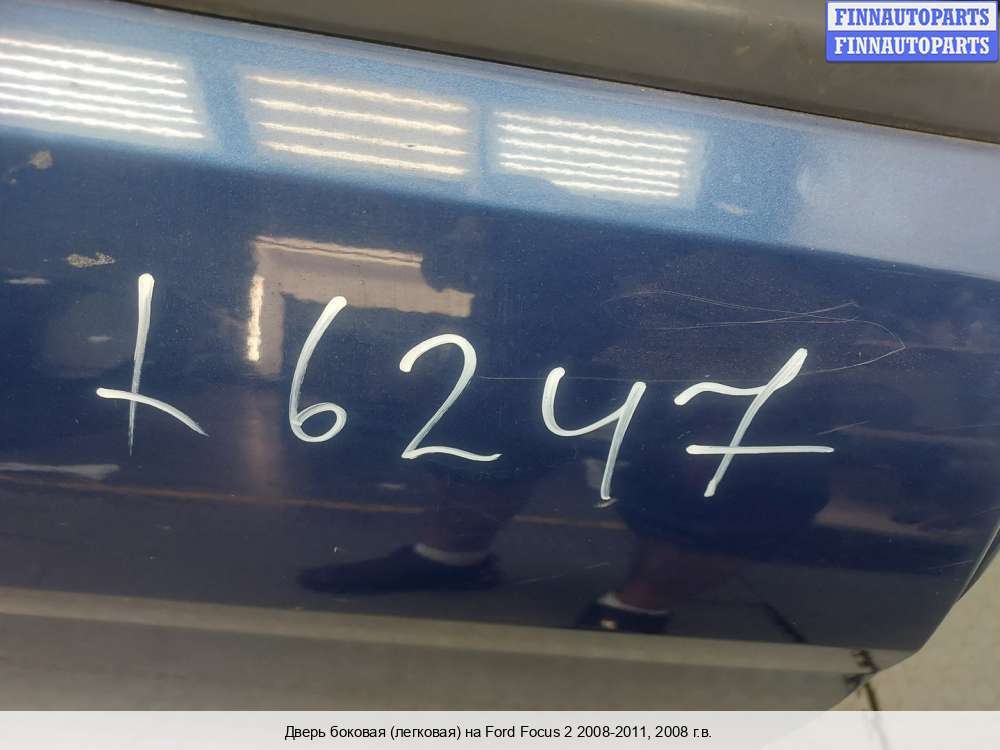 FINNAUTOPARTS
FINNAUTOPARTS
6247
Дверь боковая (легковая) на Ford Focus 2 2008-2011, 2008 г.в.